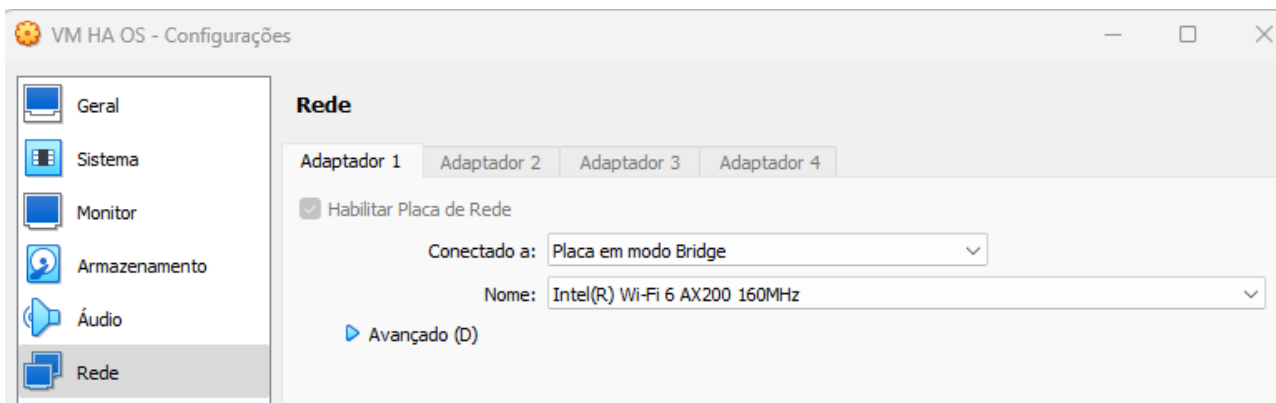 VM HA OS - Configurações
Geral
Sistema
Monitor
Armazenamento
Áudio
Rede
Rede
Adaptador 1 Adaptador 2 Adaptador 3 Adaptador 4
Habilitar Placa de Rede
Conectado a: Placa em modo Bridge
Nome: Intel(R) Wi-Fi 6 AX200 160MHz
Avançado (D)